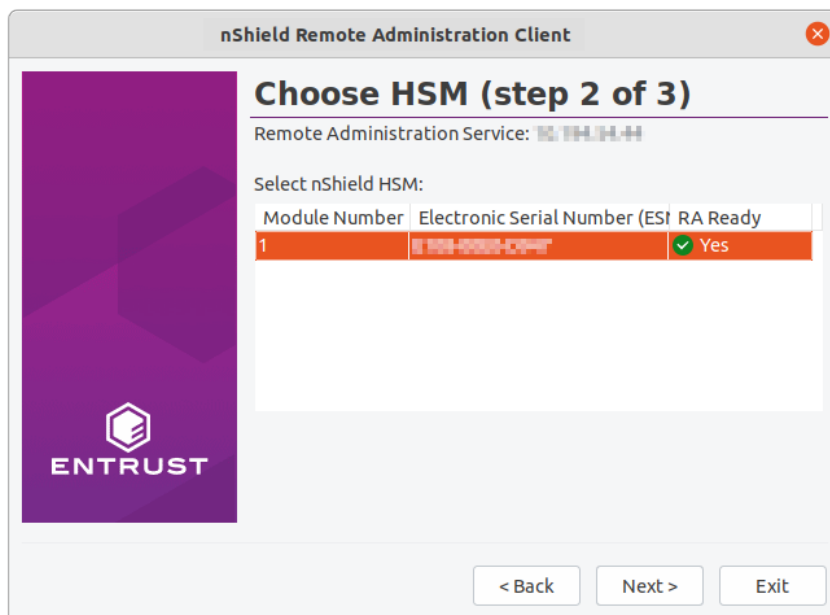 nShield Remote Administration Client
Choose HSM (step 2 of 3)
Remote Administration Service:
Select nShield HSM:
Module Number Electronic Serial Number (ESN RA Ready
1 Yes
ENTRUST
< Back Next > Exit